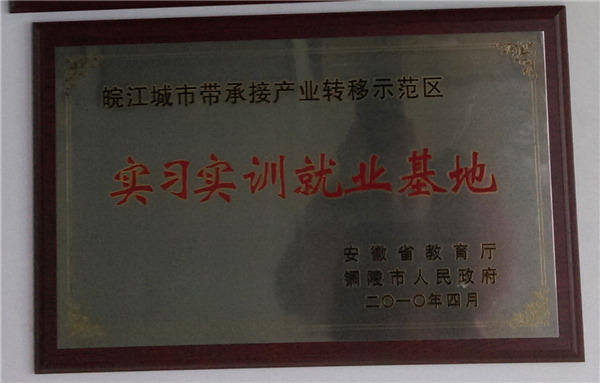 皖江城市带承接产业转移示范区
实习实训就业基地
安徽省教育厅
铜陵市人民政府
二〇一〇年四月